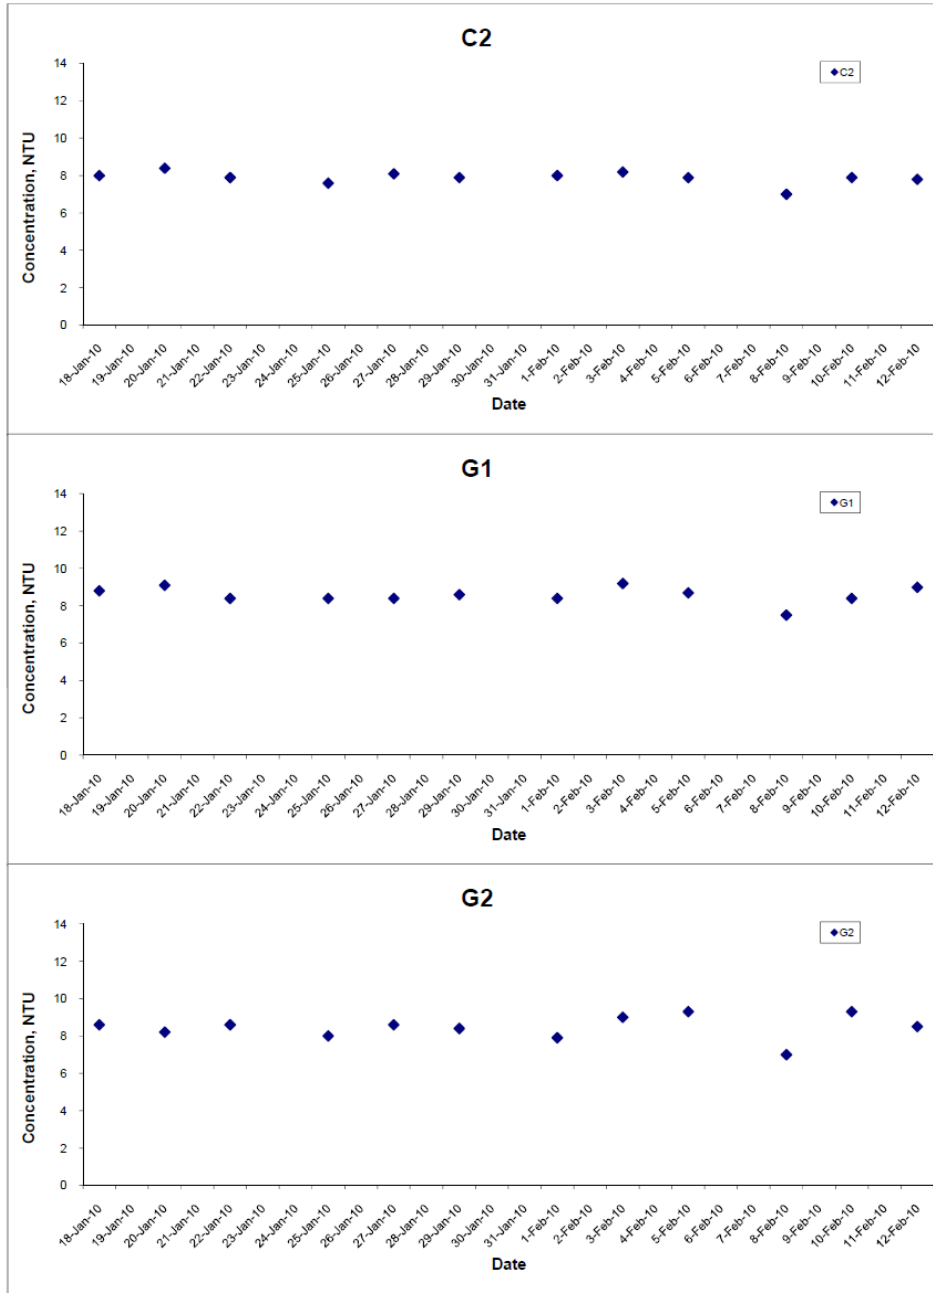 C2
C2
Concentration, NTU
14
12
10
8
6
4
2
0
18-Jan-10
19-Jan-10
20-Jan-10
21-Jan-10
22-Jan-10
23-Jan-10
24-Jan-10
25-Jan-10
26-Jan-10
27-Jan-10
28-Jan-10
29-Jan-10
30-Jan-10
31-Jan-10
1-Feb-10
2-Feb-10
3-Feb-10
4-Feb-10
5-Feb-10
6-Feb-10
7-Feb-10
8-Feb-10
9-Feb-10
10-Feb-10
11-Feb-10
12-Feb-10
Date
G1
G1
Concentration, NTU
14
12
10
8
6
4
2
0
18-Jan-10
19-Jan-10
20-Jan-10
21-Jan-10
22-Jan-10
23-Jan-10
24-Jan-10
25-Jan-10
26-Jan-10
27-Jan-10
28-Jan-10
29-Jan-10
30-Jan-10
31-Jan-10
1-Feb-10
2-Feb-10
3-Feb-10
4-Feb-10
5-Feb-10
6-Feb-10
7-Feb-10
8-Feb-10
9-Feb-10
10-Feb-10
11-Feb-10
12-Feb-10
Date
G2
G2
Concentration, NTU
14
12
10
8
6
4
2
0
18-Jan-10
19-Jan-10
20-Jan-10
21-Jan-10
22-Jan-10
23-Jan-10
24-Jan-10
25-Jan-10
26-Jan-10
27-Jan-10
28-Jan-10
29-Jan-10
30-Jan-10
31-Jan-10
1-Feb-10
2-Feb-10
3-Feb-10
4-Feb-10
5-Feb-10
6-Feb-10
7-Feb-10
8-Feb-10
9-Feb-10
10-Feb-10
11-Feb-10
12-Feb-10
Date